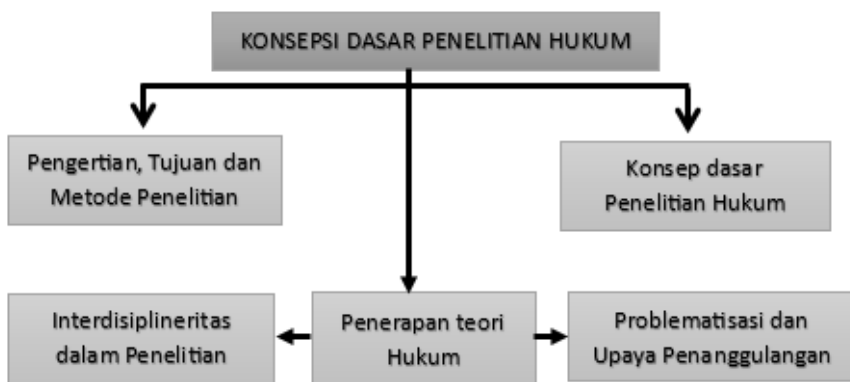 KONSEPSI DASAR PENELITIAN HUKUM
Pengertian, Tujuan dan
Metode Penelitian
Konsep dasar
Penelitian Hukum
Interdisiplineritas
dalam Penelitian
Penerapan teori
Hukum
Problematisasi dan
Upaya Penanggulangan